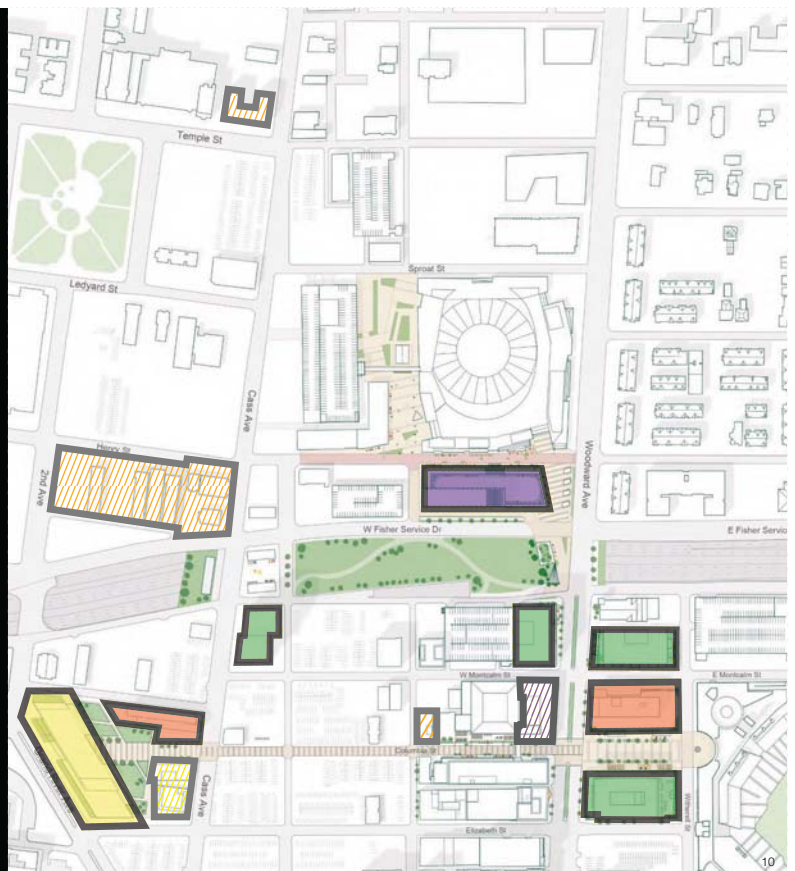 Temple St
Sproat St
Ledyard St
Cass Ave
Henry St
2nd Ave
Woodward Ave
W Fisher Service Dr
E Fisher Servic
W Montcalm St
E Montcalm St
Columbia St
Cass Ave
Witherell St
Elizabeth St
10